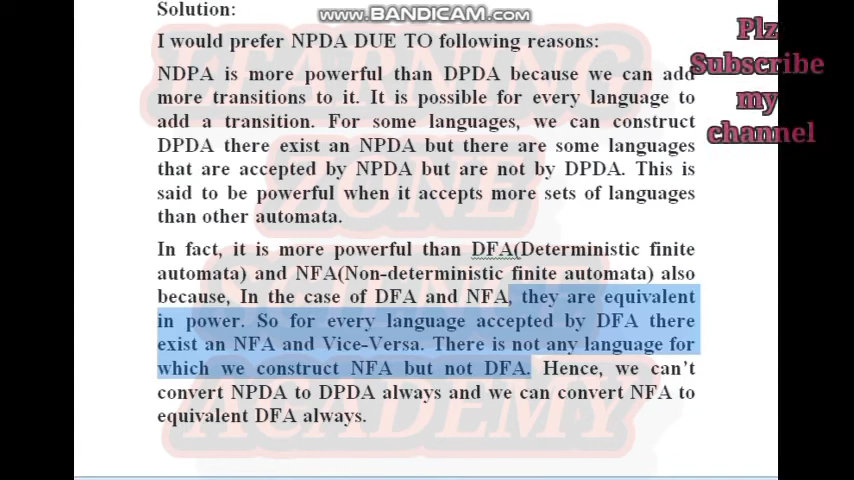 Solution:
www.BANDICAM.com
I would prefer NPDA DUE TO following reasons:
NDPA is more powerful than DPDA because we can add
more transitions to it. It is possible for every language to
add a transition. For some languages, we can construct
DPDA there exist an NPDA but there are some languages
that are accepted by NPDA but are not by DPDA. This is
said to be powerful when it accepts more sets of languages
than other automata.
In fact, it is more powerful than DFA(Deterministic finite
automata) and NFA(Non-deterministic finite automata) also
because, In the case of DFA and NFA, they are equivalent
in power. So for every language accepted by DFA there
exist an NFA and Vice-Versa. There is not any language for
which we construct NFA but not DFA. Hence, we can't
convert NPDA to DPDA always and we can convert NFA to
equivalent DFA always.
Plz
Subscribe
my
channel
LEARNING
ZONE
SCIENCE
ACADEMY